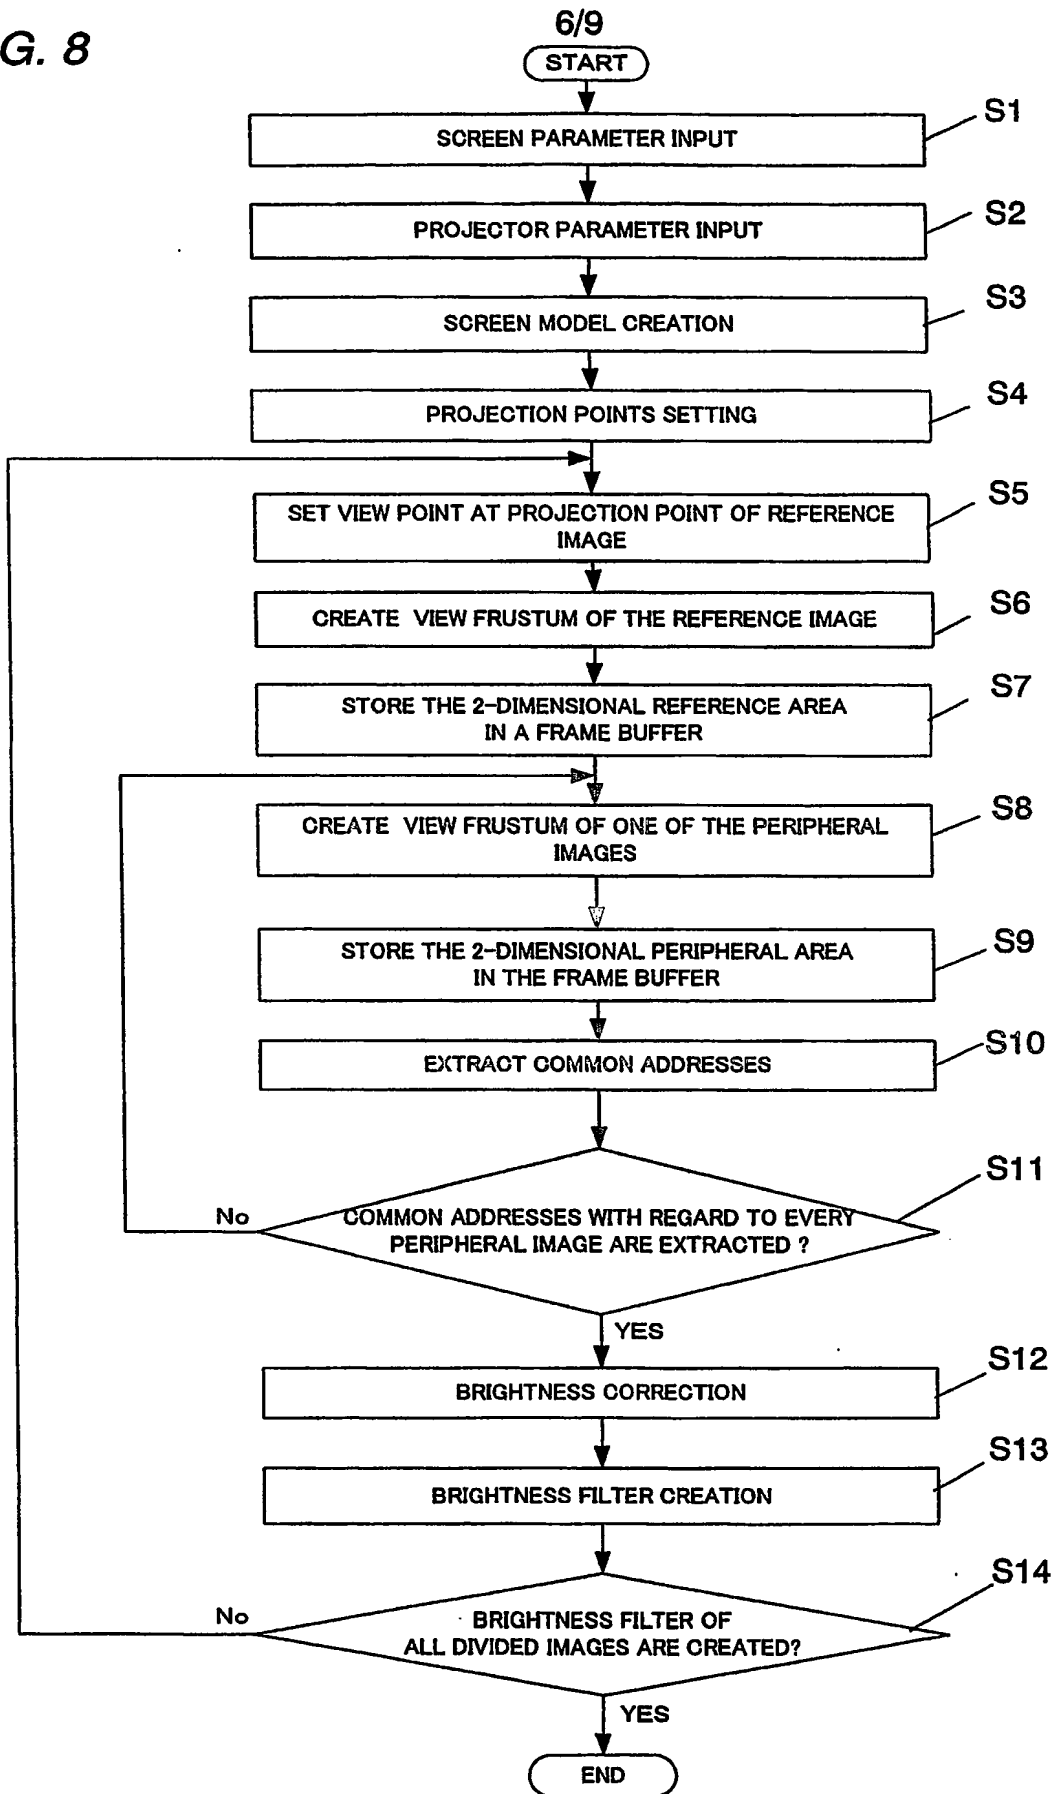 6/9
G. 8
START
SCREEN PARAMETER INPUT
S1
PROJECTOR PARAMETER INPUT
S2
SCREEN MODEL CREATION
S3
PROJECTION POINTS SETTING
S4
SET VIEW POINT AT PROJECTION POINT OF REFERENCE
IMAGE
S5
CREATE VIEW FRUSTUM OF THE REFERENCE IMAGE
S6
STORE THE 2-DIMENSIONAL REFERENCE AREA
IN A FRAME BUFFER
S7
CREATE VIEW FRUSTUM OF ONE OF THE PERIPHERAL
IMAGES
S8
STORE THE 2-DIMENSIONAL PERIPHERAL AREA
IN THE FRAME BUFFER
S9
EXTRACT COMMON ADDRESSES
S10
COMMON ADDRESSES WITH REGARD TO EVERY
PERIPHERAL IMAGE ARE EXTRACTED ?
S11
No
YES
BRIGHTNESS CORRECTION
S12
BRIGHTNESS FILTER CREATION
S13
BRIGHTNESS FILTER OF
ALL DIVIDED IMAGES ARE CREATED?
S14
No
YES
END